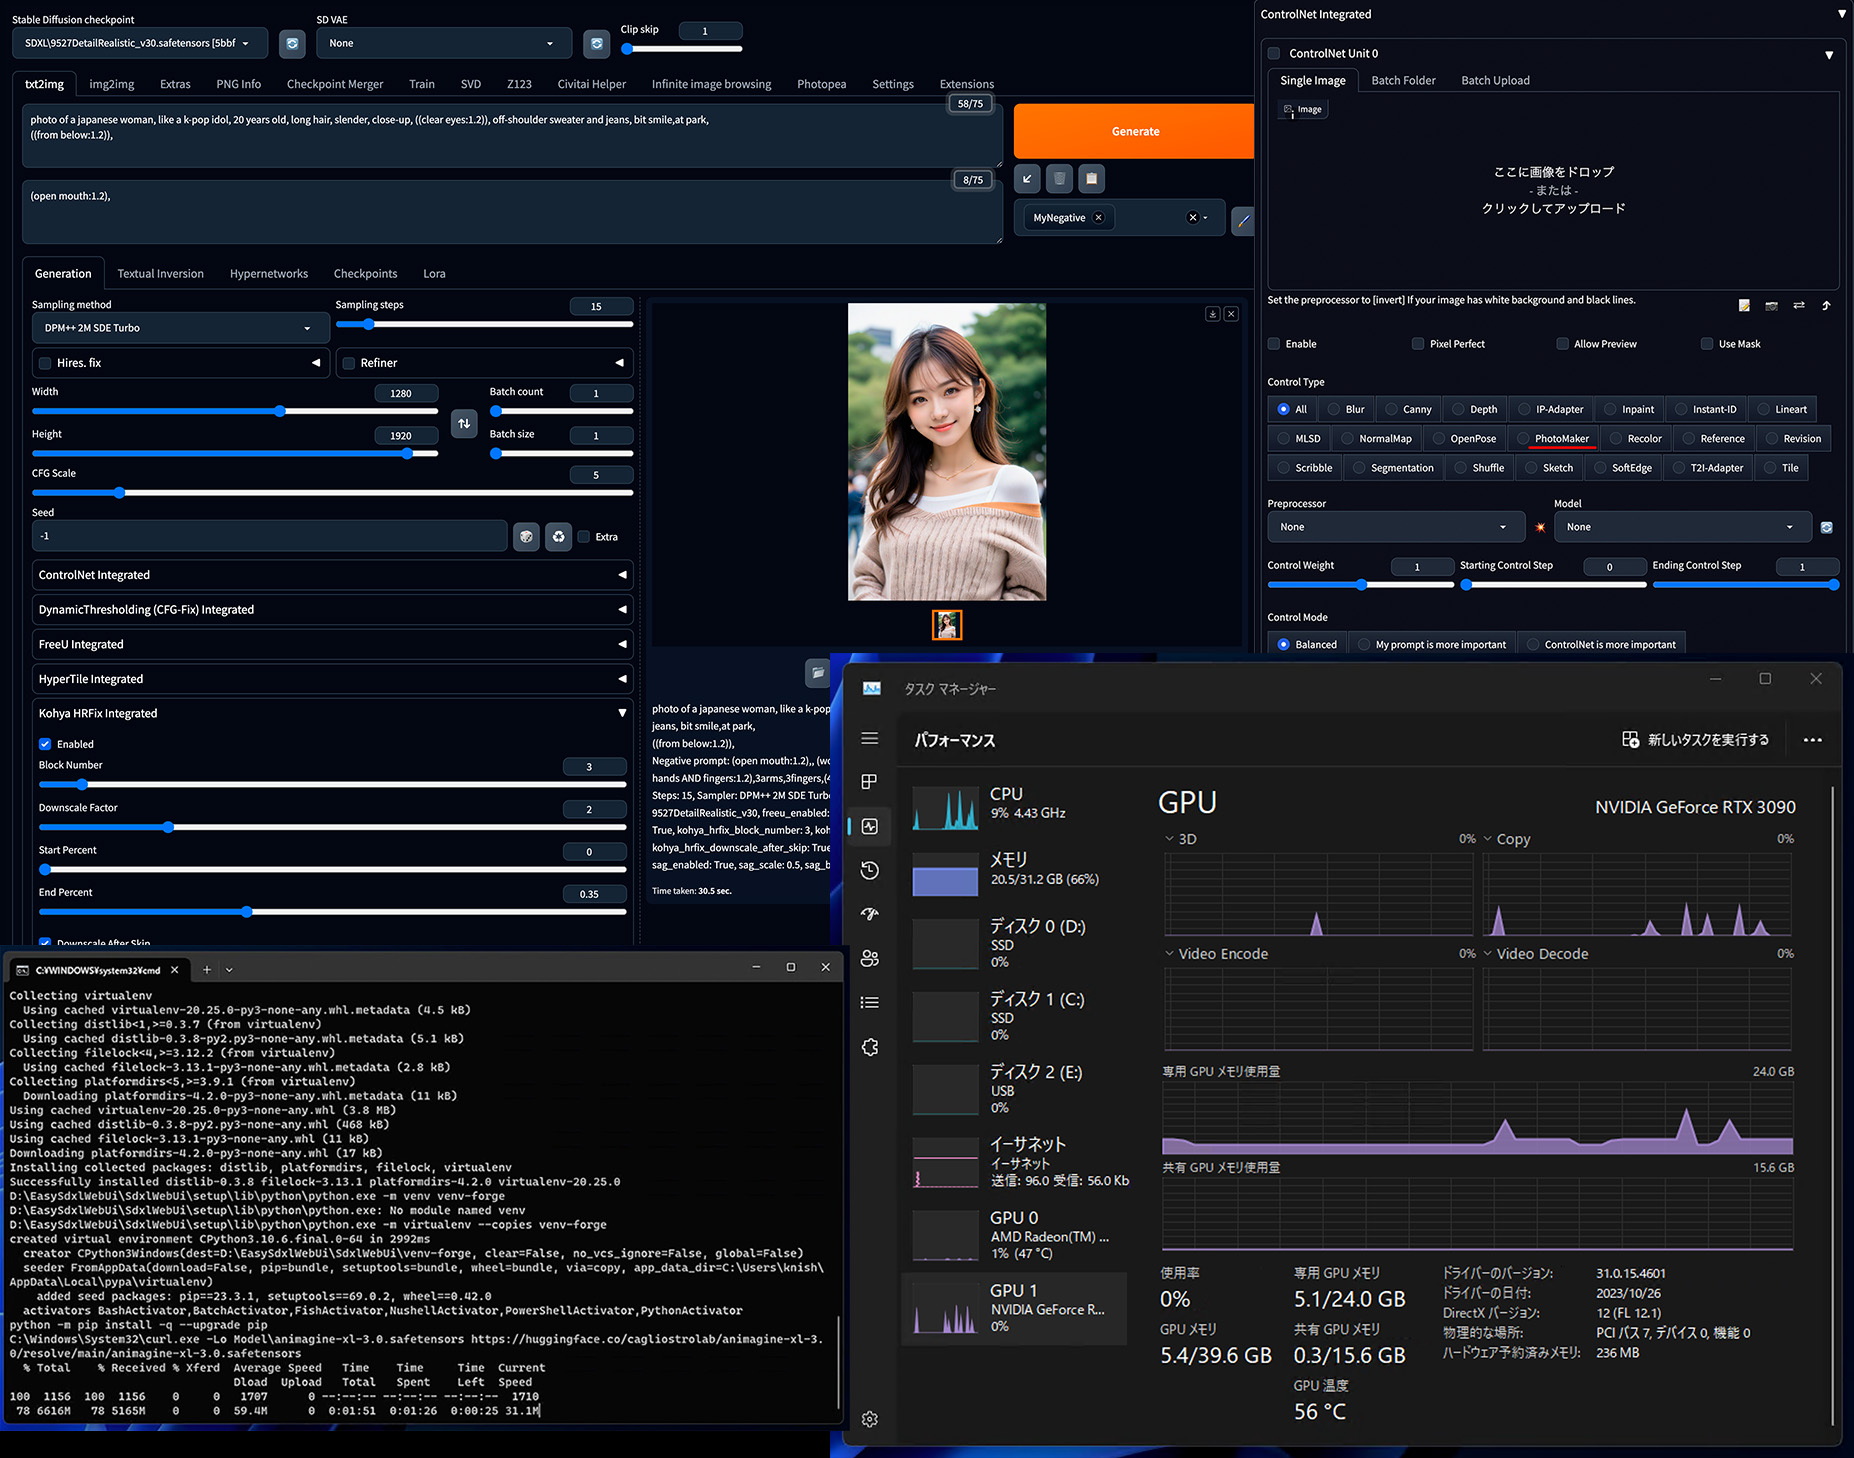 Stable Diffusion checkpoint
SD VAE
Clip skip
1
SDXL\9527DetailRealistic_v30.safetensors [5bbf
None
txt2img
img2img
Extras
PNG Info
Checkpoint Merger
Train
SVD
Z123
Civitai Helper
Infinite image browsing
Photopea
Settings
Extensions
58/75
photo of a japanese woman, like a k-pop idol, 20 years old, long hair, slender, close-up, ((clear eyes:1.2)), off-shoulder sweater and jeans, bit smile,at park,
((from below:1.2)),
8/75
(open mouth:1.2),
Generate
MyNegative
Generation
Textual Inversion
Hypernetworks
Checkpoints
Lora
Sampling method
DPM++ 2M SDE Turbo
Sampling steps
15
Hires. fix
Refiner
Width
1280
Batch count
1
Height
1920
Batch size
1
CFG Scale
5
Seed
-1
Extra
ControlNet Integrated
DynamicThresholding (CFG-Fix) Integrated
FreeU Integrated
HyperTile Integrated
Kohya HRFix Integrated
Enabled
Block Number
3
Downscale Factor
2
Start Percent
0
End Percent
0.35
Downscale After Skip
photo of a japanese woman, like a k-pop
jeans, bit smile,at park,
((from below:1.2)),
Negative prompt: (open mouth:1.2),, (wo
hands AND fingers:1.2),3arms,3fingers,(4
Steps: 15, Sampler: DPM++ 2M SDE Turbo
9527DetailRealistic_v30, freeu_enabled:
True, kohya_hrfix_block_number: 3, koh
kohya_hrfix_downscale_after_skip: True
sag_enabled: True, sag_scale: 0.5, sag_b
Time taken: 30.5 sec.
ControlNet Integrated
ControlNet Unit 0
Single Image
Batch Folder
Batch Upload
Image
ここに画像をドロップ
- または -
クリックしてアップロード
Set the preprocessor to [invert] If your image has white background and black lines.
Enable
Pixel Perfect
Allow Preview
Use Mask
Control Type
All
Blur
Canny
Depth
IP-Adapter
Inpaint
Instant-ID
Lineart
MLSD
NormalMap
OpenPose
PhotoMaker
Recolor
Reference
Revision
Scribble
Segmentation
Shuffle
Sketch
SoftEdge
T2I-Adapter
Tile
Preprocessor
None
Model
None
Control Weight
1
Starting Control Step
0
Ending Control Step
1
Control Mode
Balanced
My prompt is more important
ControlNet is more important
タスク マネージャー
パフォーマンス
新しいタスクを実行する
CPU
9% 4.43 GHz
メモリ
20.5/31.2 GB (66%)
ディスク 0 (D:)
SSD
0%
ディスク 1 (C:)
SSD
0%
ディスク 2 (E:)
USB
0%
イーサネット
イーサネット
送信: 96.0 受信: 56.0 Kb
GPU 0
AMD Radeon(TM) ...
1% (47 °C)
GPU 1
NVIDIA GeForce R...
0%
GPU
NVIDIA GeForce RTX 3090
3D
0%
Copy
0%
Video Encode
0%
Video Decode
0%
専用 GPU メモリ使用量
24.0 GB
共有 GPU メモリ使用量
15.6 GB
使用率
0%
専用 GPU メモリ
5.1/24.0 GB
GPU メモリ
5.4/39.6 GB
共有 GPU メモリ
0.3/15.6 GB
GPU 温度
56 °C
ドライバーのバージョン: 31.0.15.4601
ドライバーの日付: 2023/10/26
DirectX バージョン: 12 (FL 12.1)
物理的な場所: PCI バス 7, デバイス 0, 機能 0
ハードウェア予約済みメモリ: 236 MB
C:¥WINDOWS¥system32¥cmd
Collecting virtualenv
Using cached virtualenv-20.25.0-py3-none-any.whl.metadata (4.5 kB)
Collecting distlib<1,>=0.3.7 (from virtualenv)
Using cached distlib-0.3.8-py2.py3-none-any.whl.metadata (5.1 kB)
Collecting filelock<4,>=3.12.2 (from virtualenv)
Using cached filelock-3.13.1-py3-none-any.whl.metadata (2.8 kB)
Collecting platformdirs<5,>=3.9.1 (from virtualenv)
Downloading platformdirs-4.2.0-py3-none-any.whl.metadata (11 kB)
Using cached virtualenv-20.25.0-py3-none-any.whl (3.8 MB)
Using cached distlib-0.3.8-py2.py3-none-any.whl (468 kB)
Using cached filelock-3.13.1-py3-none-any.whl (11 kB)
Downloading platformdirs-4.2.0-py3-none-any.whl (17 kB)
Installing collected packages: distlib, platformdirs, filelock, virtualenv
Successfully installed distlib-0.3.8 filelock-3.13.1 platformdirs-4.2.0 virtualenv-20.25.0
D:\EasySdxlWebUi\SdxlWebUi\setup\lib\python\python.exe -m venv venv-forge
D:\EasySdxlWebUi\SdxlWebUi\setup\lib\python\python.exe: No module named venv
D:\EasySdxlWebUi\SdxlWebUi\setup\lib\python\python.exe -m virtualenv --copies venv-forge
created virtual environment CPython3.10.6.final.0-64 in 2992ms
creator CPython3Windows(dest=D:\EasySdxlWebUi\SdxlWebUi\venv-forge, clear=False, no_vcs_ignore=False, global=False)
seeder FromAppData(download=False, pip=bundle, setuptools=bundle, wheel=bundle, via=copy, app_data_dir=C:\Users\knish\
AppData\Local\pypa\virtualenv)
added seed packages: pip==23.3.1, setuptools==69.0.2, wheel==0.42.0
activators BashActivator,BatchActivator,FishActivator,NushellActivator,PowerShellActivator,PythonActivator
python -m pip install -q --upgrade pip
C:\Windows\System32\curl.exe -Lo Model\animagine-xl-3.0.safetensors https://huggingface.co/cagliostrolab/animagine-xl-3.
0/resolve/main/animagine-xl-3.0.safetensors
% Total % Received % Xferd Average Speed Time Time Time Current
Dload Upload Total Spent Left Speed
100 1156 100 1156 0 0 1707 0 --:--:-- --:--:-- --:--:-- 1710
78 6616M 78 5165M 0 0 59.4M 0 0:01:51 0:01:26 0:00:25 31.1M